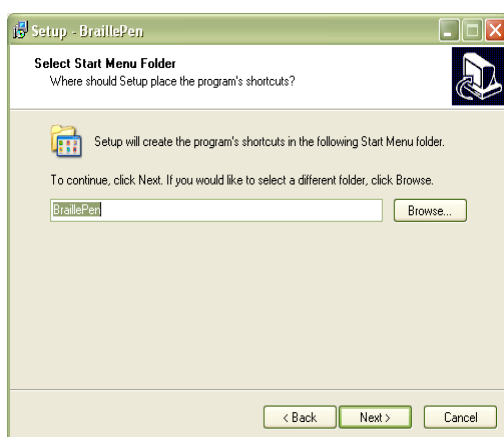 Setup - BraillePen
Select Start Menu Folder
Where should Setup place the program's shortcuts?
Setup will create the program's shortcuts in the following Start Menu folder.
To continue, click Next. If you would like to select a different folder, click Browse.
BraillePen
Browse...
< Back
Next >
Cancel